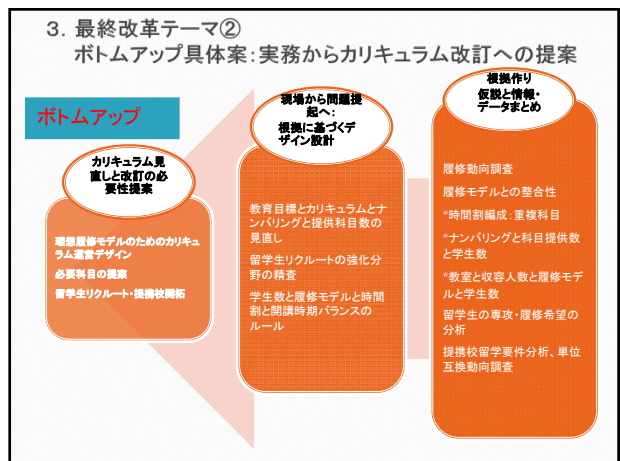 3．最終改革テーマ②
ボトムアップ具体案：実務からカリキュラム改訂への提案
ボトムアップ
カリキュラム見
直しと改訂の必
要性提案
理想履修モデルのためのカリキュ
ラム運営デザイン
必要科目の提案
留学生リクルート・提携校開拓
現場から問題提
起へ：
根拠に基づくデ
ザイン設計
教育目標とカリキュラムとナ
ンバリングと提供科目数の
見直し
留学生リクルートの強化分
野の精査
学生数と履修モデルと時間
割と開講時期バランスの
ルール
根拠作り
仮説と情報・
データまとめ
履修動向調査
履修モデルとの整合性
*時間割編成：重複科目
*ナンバリングと科目提供数
と学生数
*教室と収容人数と履修モデ
ルと学生数
留学生の専攻・履修希望の
分析
提携校留学要件分析、単位
互換動向調査